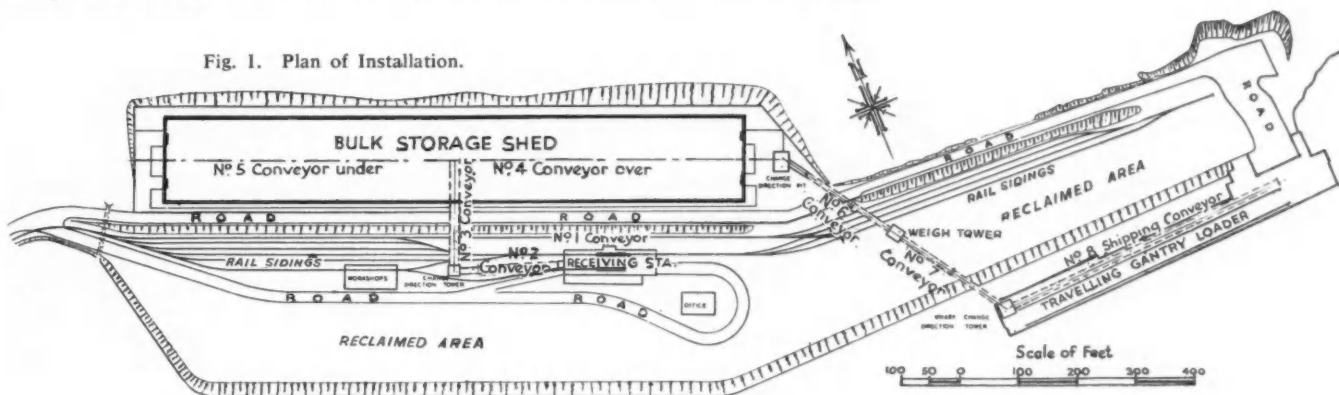 Fig. 1. Plan of Installation.
N
BULK STORAGE SHED
No 5 Conveyor under
No 4 Conveyor over
No 3 Conveyor
CHANGE
DIRECTION PIT
ROAD
ROAD
ROAD
ROAD
RAIL SIDINGS
RECLAIMED AREA
No 6
Conveyor
WEIGH TOWER
No 7
Conveyor
No 8 Shipping Conveyor
TRAVELLING GANTRY LOADER
No 1 Conveyor
No 2
Conveyor
RECEIVING STA.
RAIL SIDINGS
WORKSHOPS
CHANGE
DIRECTION TOWER
ROAD
ROAD
OFFICE
RECLAIMED AREA
CHANGE
DIRECTION TOWER
Scale of Feet
100 50 0 100 200 300 400